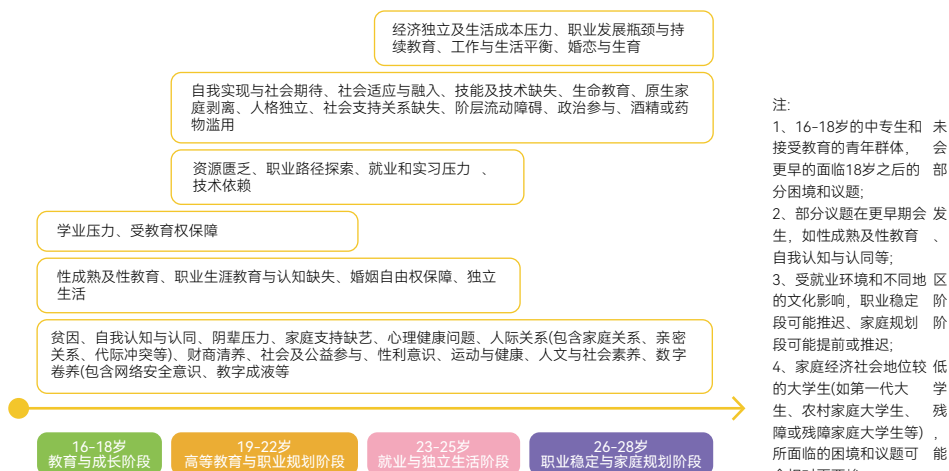 经济独立及生活成本压力、职业发展瓶颈与持
续教育、工作与生活平衡、婚恋与生育
自我实现与社会期待、社会适应与融入、技能及技术缺失、生命教育、原生家
庭剥离、人格独立、社会支持关系缺失、阶层流动障碍、政治参与、酒精或药
物滥用
资源匮乏、职业路径探索、就业和实习压力 、
技术依赖
学业压力、受教育权保障
性成熟及性教育、职业生涯教育与认知缺失、婚姻自由权保障、独立
生活
贫因、自我认知与认同、阴辈压力、家庭支持缺艺、心理健康问题、人际关系(包含家庭关系、亲密
关系、代际冲突等)、财商清养、社会及公益参与、性利意识、运动与健康、人文与社会素养、数字
卷养(包含网络安全意识、教字成液等
16-18岁
教育与成长阶段
19-22岁
高等教育与职业规划阶段
23-25岁
就业与独立生活阶段
26-28岁
职业稳定与家庭规划阶段
注:
1、16-18岁的中专生和 未
接受教育的青年群体, 会
更早的面临18岁之后的 部
分困境和议题;
2、部分议题在更早期会 发
生, 如性成熟及性教育 、
自我认知与认同等;
3、受就业环境和不同地 区
的文化影响, 职业稳定 阶
段可能推迟、家庭规划 阶
段可能提前或推迟;
4、家庭经济社会地位较 低
的大学生(如第一代大 学
生、农村家庭大学生、 残
障或残障家庭大学生等) ,
所面临的困境和议题可 能